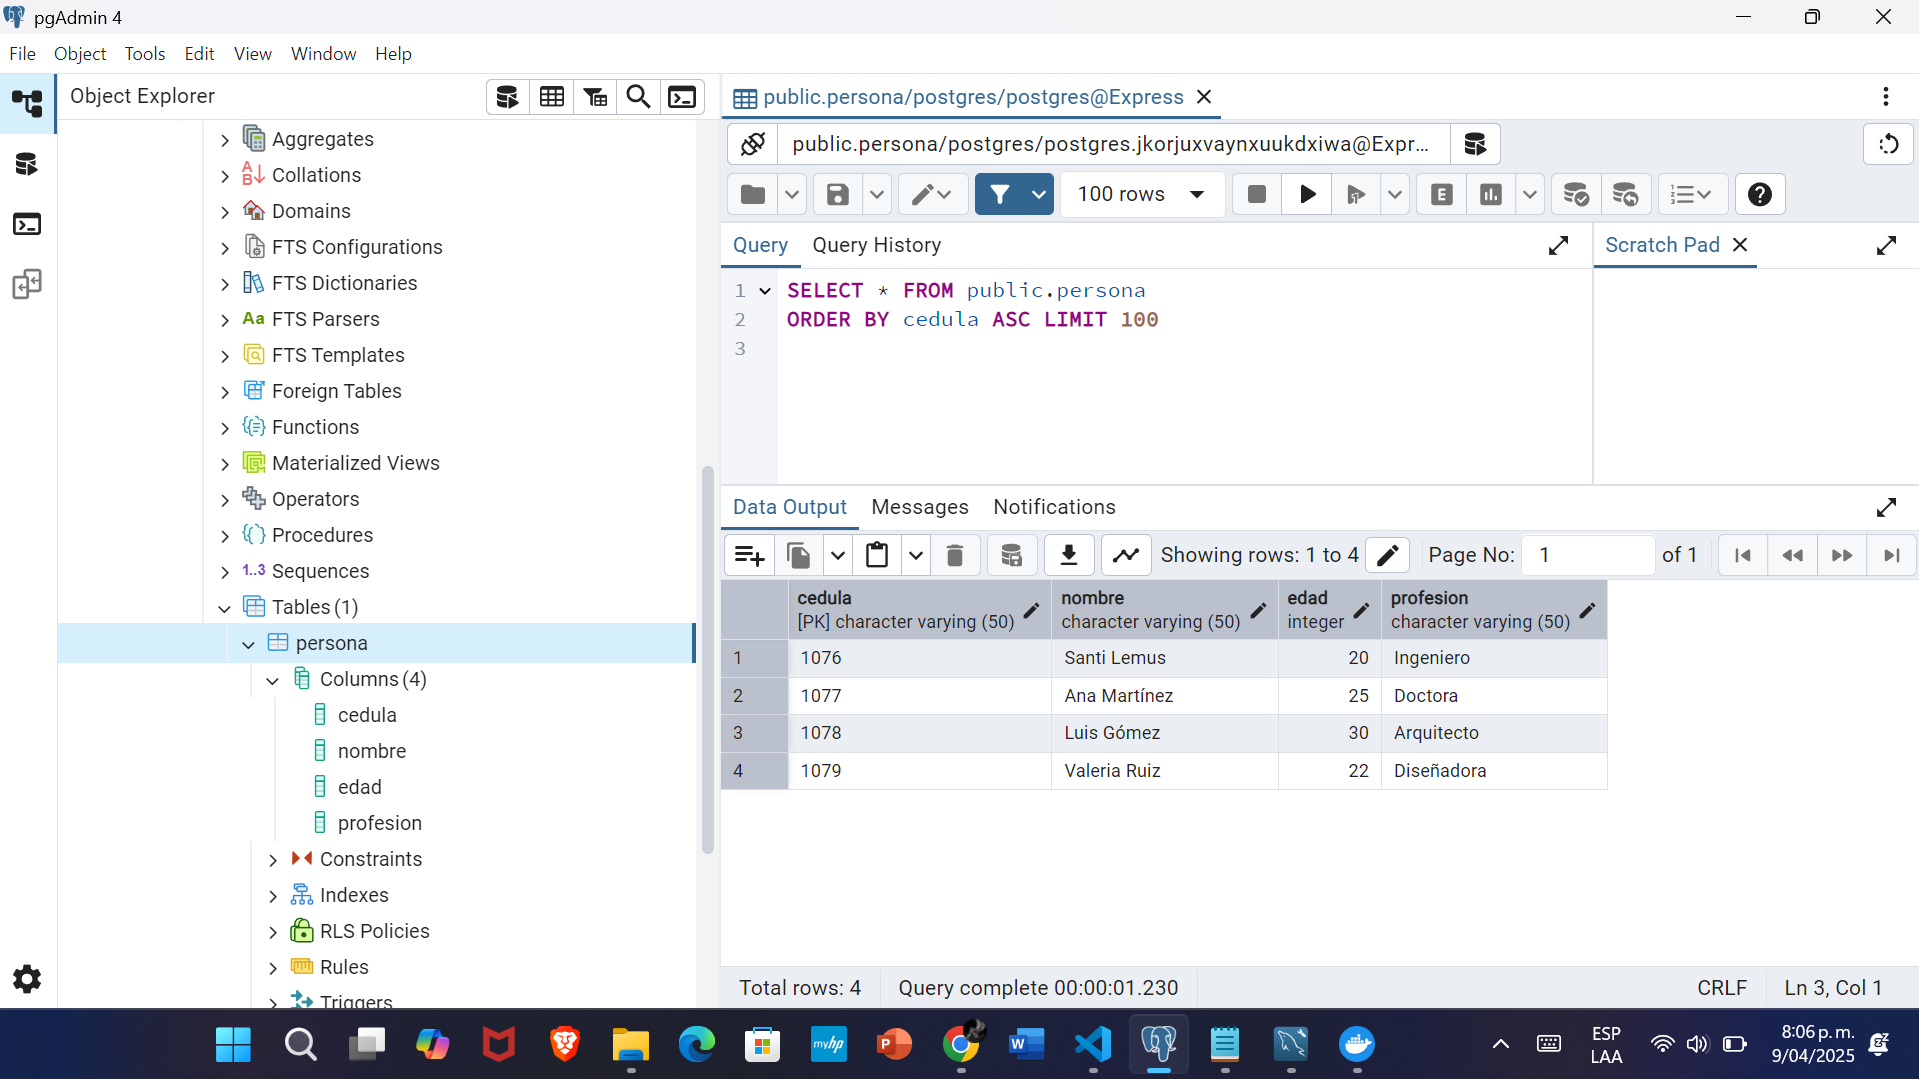 pgAdmin 4
File Object Tools Edit View Window Help
Object Explorer
Aggregates
Collations
Domains
FTS Configurations
FTS Dictionaries
Aa FTS Parsers
FTS Templates
Foreign Tables
Functions
Materialized Views
Operators
Procedures
1..3 Sequences
Tables (1)
persona
Columns (4)
cedula
nombre
edad
profesion
Constraints
Indexes
RLS Policies
Rules
Triggers
public.persona/postgres/postgres@Express
public.persona/postgres/postgres.jkorjuxvaynxuukdxiwa@Expr...
100 rows
Query Query History
Scratch Pad
1 SELECT * FROM public.persona
2 ORDER BY cedula ASC LIMIT 100
3
Data Output Messages Notifications
Showing rows: 1 to 4 Page No: 1 of 1
cedula nombre edad profesion
[PK] character varying (50) character varying (50) integer character varying (50)
1 1076 Santi Lemus 20 Ingeniero
2 1077 Ana Martínez 25 Doctora
3 1078 Luis Gómez 30 Arquitecto
4 1079 Valeria Ruiz 22 Diseñadora
Total rows: 4 Query complete 00:00:01.230 CRLF Ln 3, Col 1
myhp
P
W
ESP
LAA
8:06 p. m.
9/04/2025